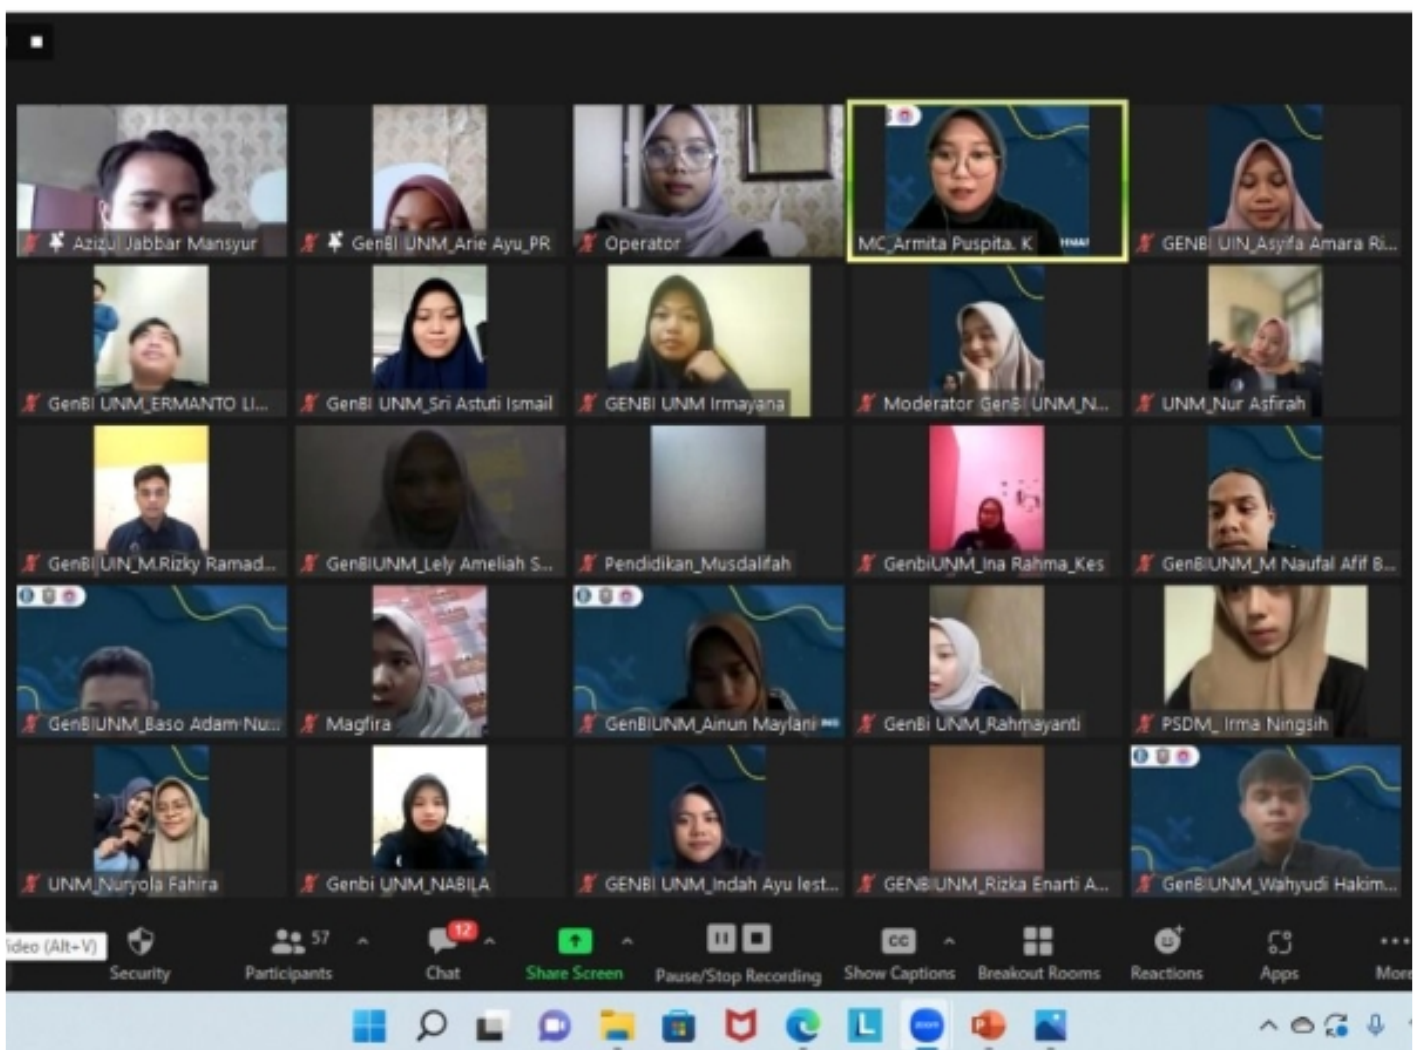 Azizul Jabbar Mansyur
GenBI UNM_Arie Ayu_PR
Operator
MC_Armita Puspita. K
GENBI UIN_Asyifa Amara Ri...
GenBI UNM_ERMANTO LI...
GenBI UNM_Sri Astuti Ismail
GENBI UNM Irmayana
Moderator GenBI UNM_N...
UNM_Nur Asfirah
GenBI UIN_M.Rizky Ramad...
GenBIUNM_Lely Ameliah S...
Pendidikan_Musdalifah
GenbiUNM_Ina Rahma_Kes
GenBIUNM_M Naufal Afif B...
GenBIUNM_Baso Adam Nu...
Magfira
GenBIUNM_Ainun Maylani
GenBi UNM_Rahmayanti
PSDM_ Irma Ningsih
UNM_Nuryola Fahira
Genbi UNM_NABILA
GENBI UNM_Indah Ayu lest...
GENBIUNM_Rizka Enarti A...
GenBIUNM_Wahyudi Hakim...
ideo (Alt+V)
57
12
CC
Security
Participants
Chat
Share Screen
Pause/Stop Recording
Show Captions
Breakout Rooms
Reactions
Apps
More
L
zoom
P